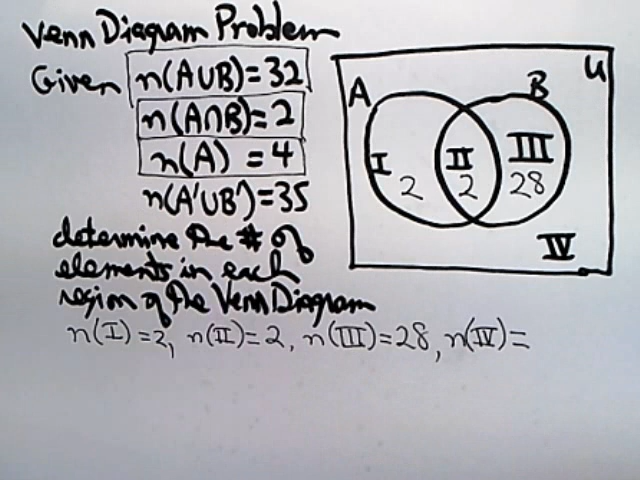 Venn Diagram Problem
Given n(A∪B)=32
n(A∩B)=2
n(A) =4
n(A'∪B')=35
determine the # of
elements in each
region of the Venn Diagram
n(I)=2, n(II)=2, n(III)=28, n(IV)=
U
A B
I II III
2 2 28
IV